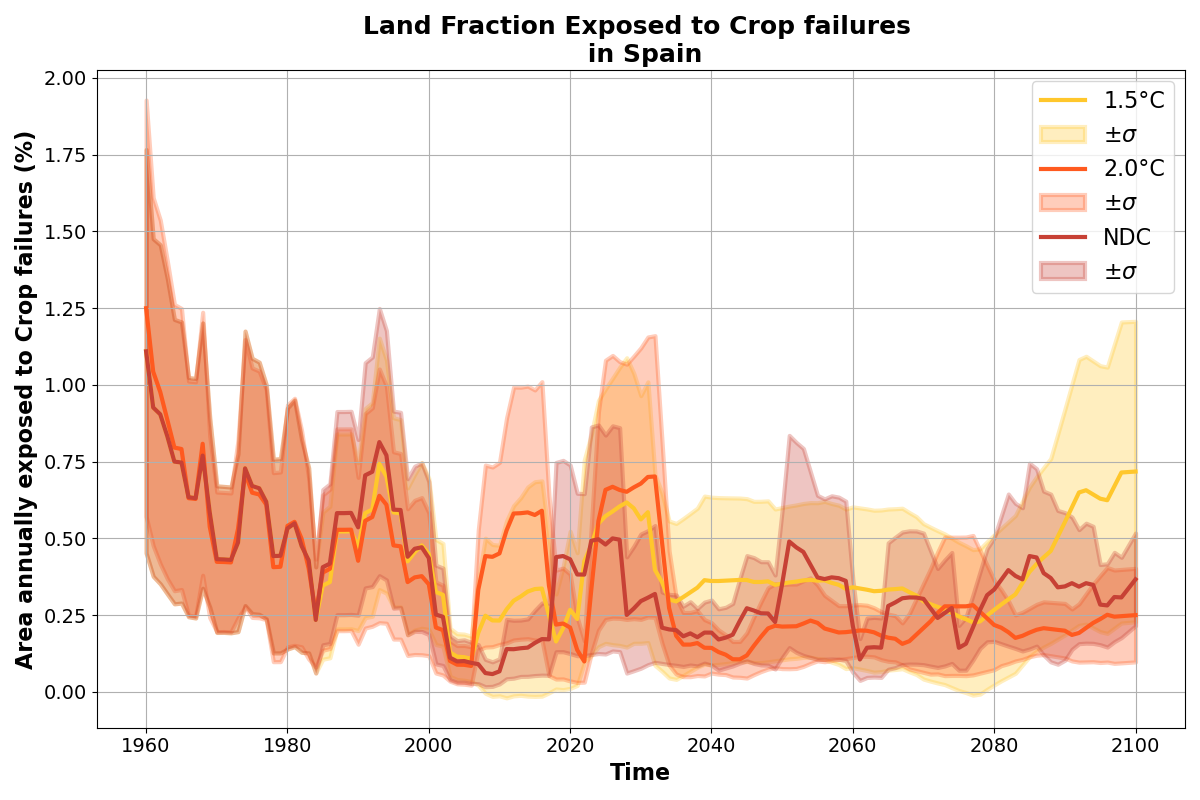 Land Fraction Exposed to Crop failures
in Spain
Area annually exposed to Crop failures (%)
2.00
1.75
1.50
1.25
1.00
0.75
0.50
0.25
0.00
1.5°C
±σ
2.0°C
±σ
NDC
±σ
1960 1980 2000 2020 2040 2060 2080 2100
Time